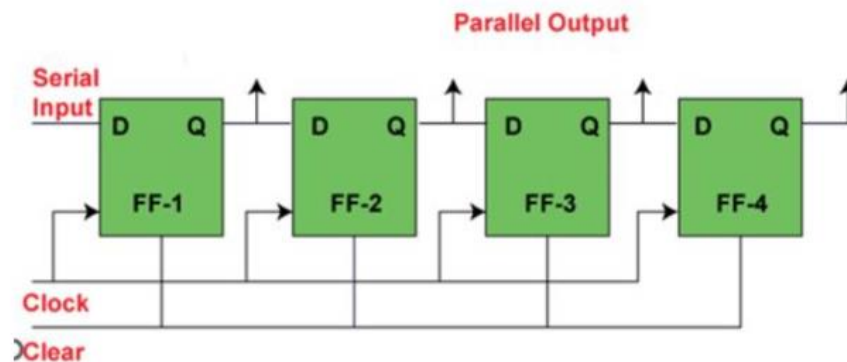 Parallel Output
Serial
Input
D Q D Q D Q D Q
FF-1 FF-2 FF-3 FF-4
Clock
Clear